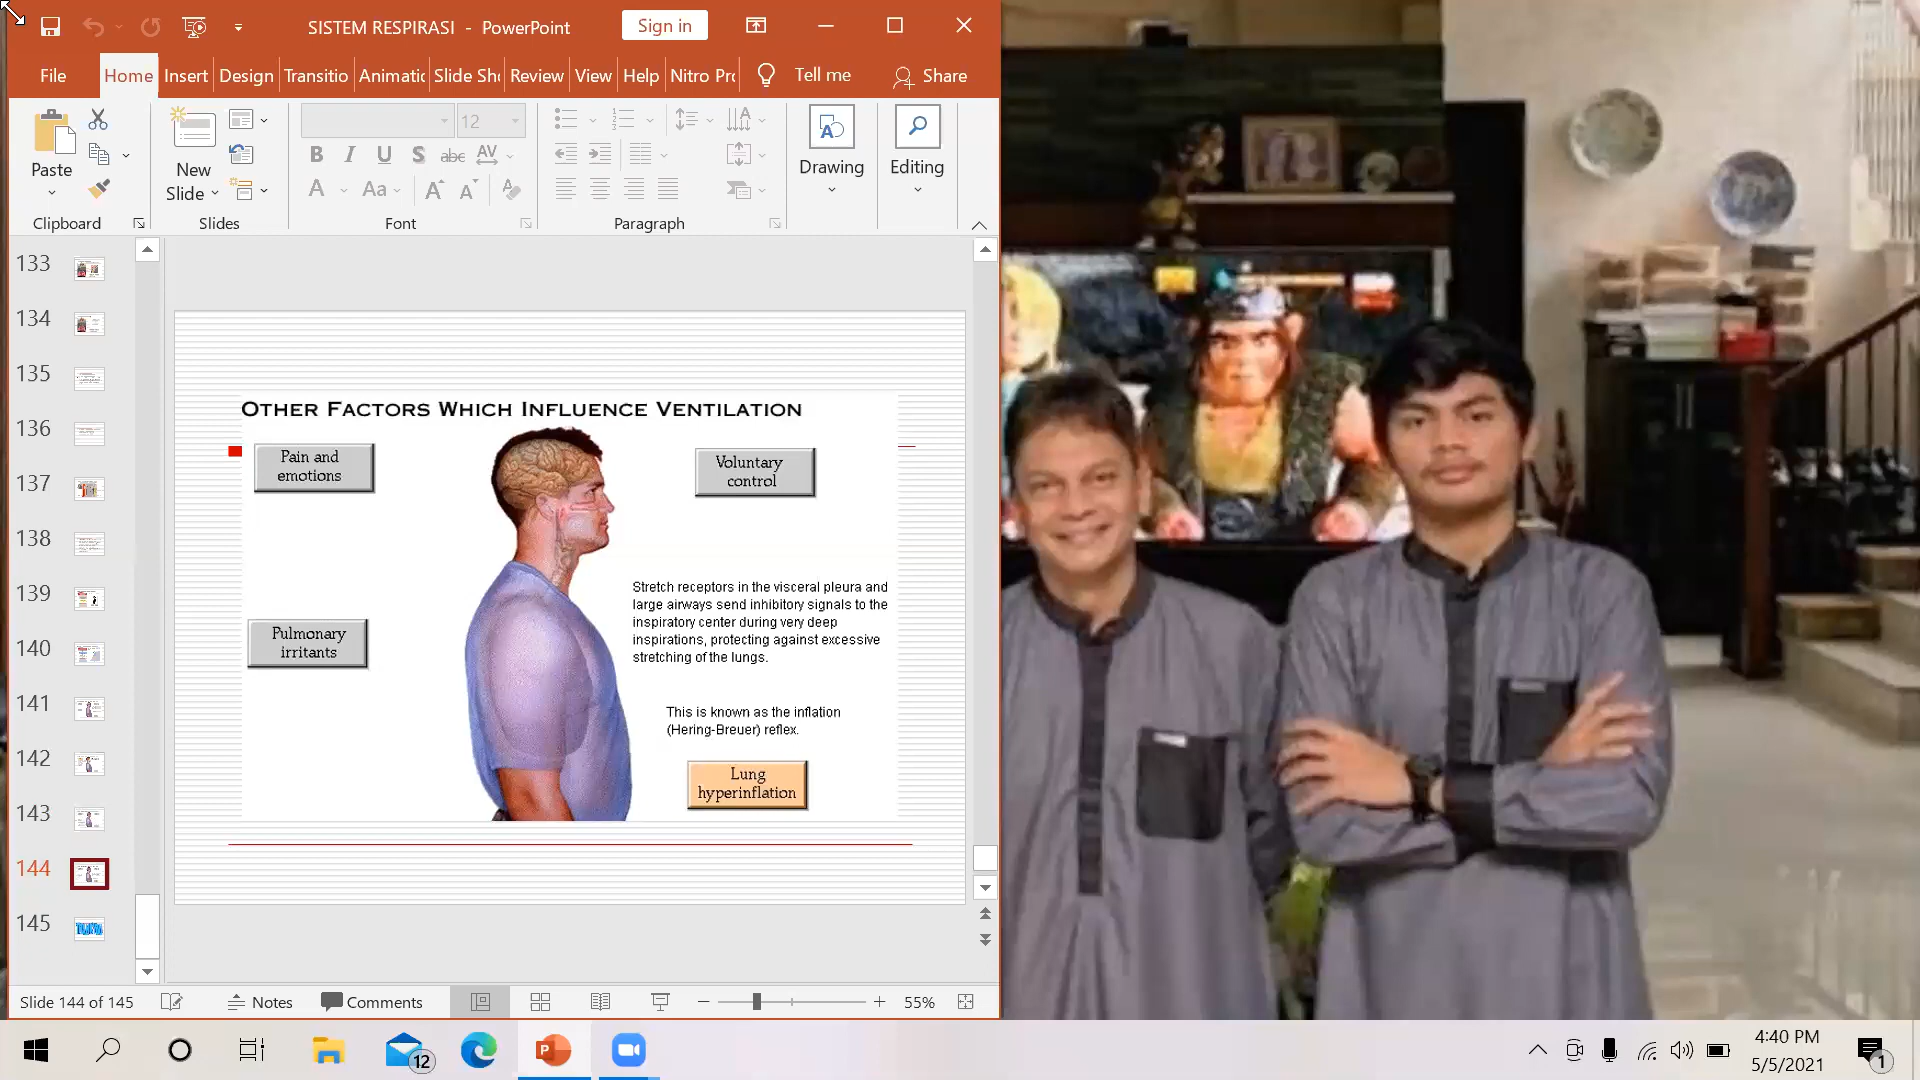 SISTEM RESPIRASI - PowerPoint
Sign in
File Home Insert Design Transitio Animatic Slide Sh Review View Help Nitro Pr Tell me Share
Paste
New
Slide
12
B I U S abc AV
A Aa A A
Drawing
Editing
Clipboard Slides Font Paragraph
133
134
135
136
137
138
139
140
141
142
143
144
145
OTHER FACTORS WHICH INFLUENCE VENTILATION
Pain and
emotions
Voluntary
control
Pulmonary
irritants
Stretch receptors in the visceral pleura and
large airways send inhibitory signals to the
inspiratory center during very deep
inspirations, protecting against excessive
stretching of the lungs.
This is known as the inflation
(Hering-Breuer) reflex.
Lung
hyperinflation
Slide 144 of 145 Notes Comments 55%
12
4:40 PM
5/5/2021
1